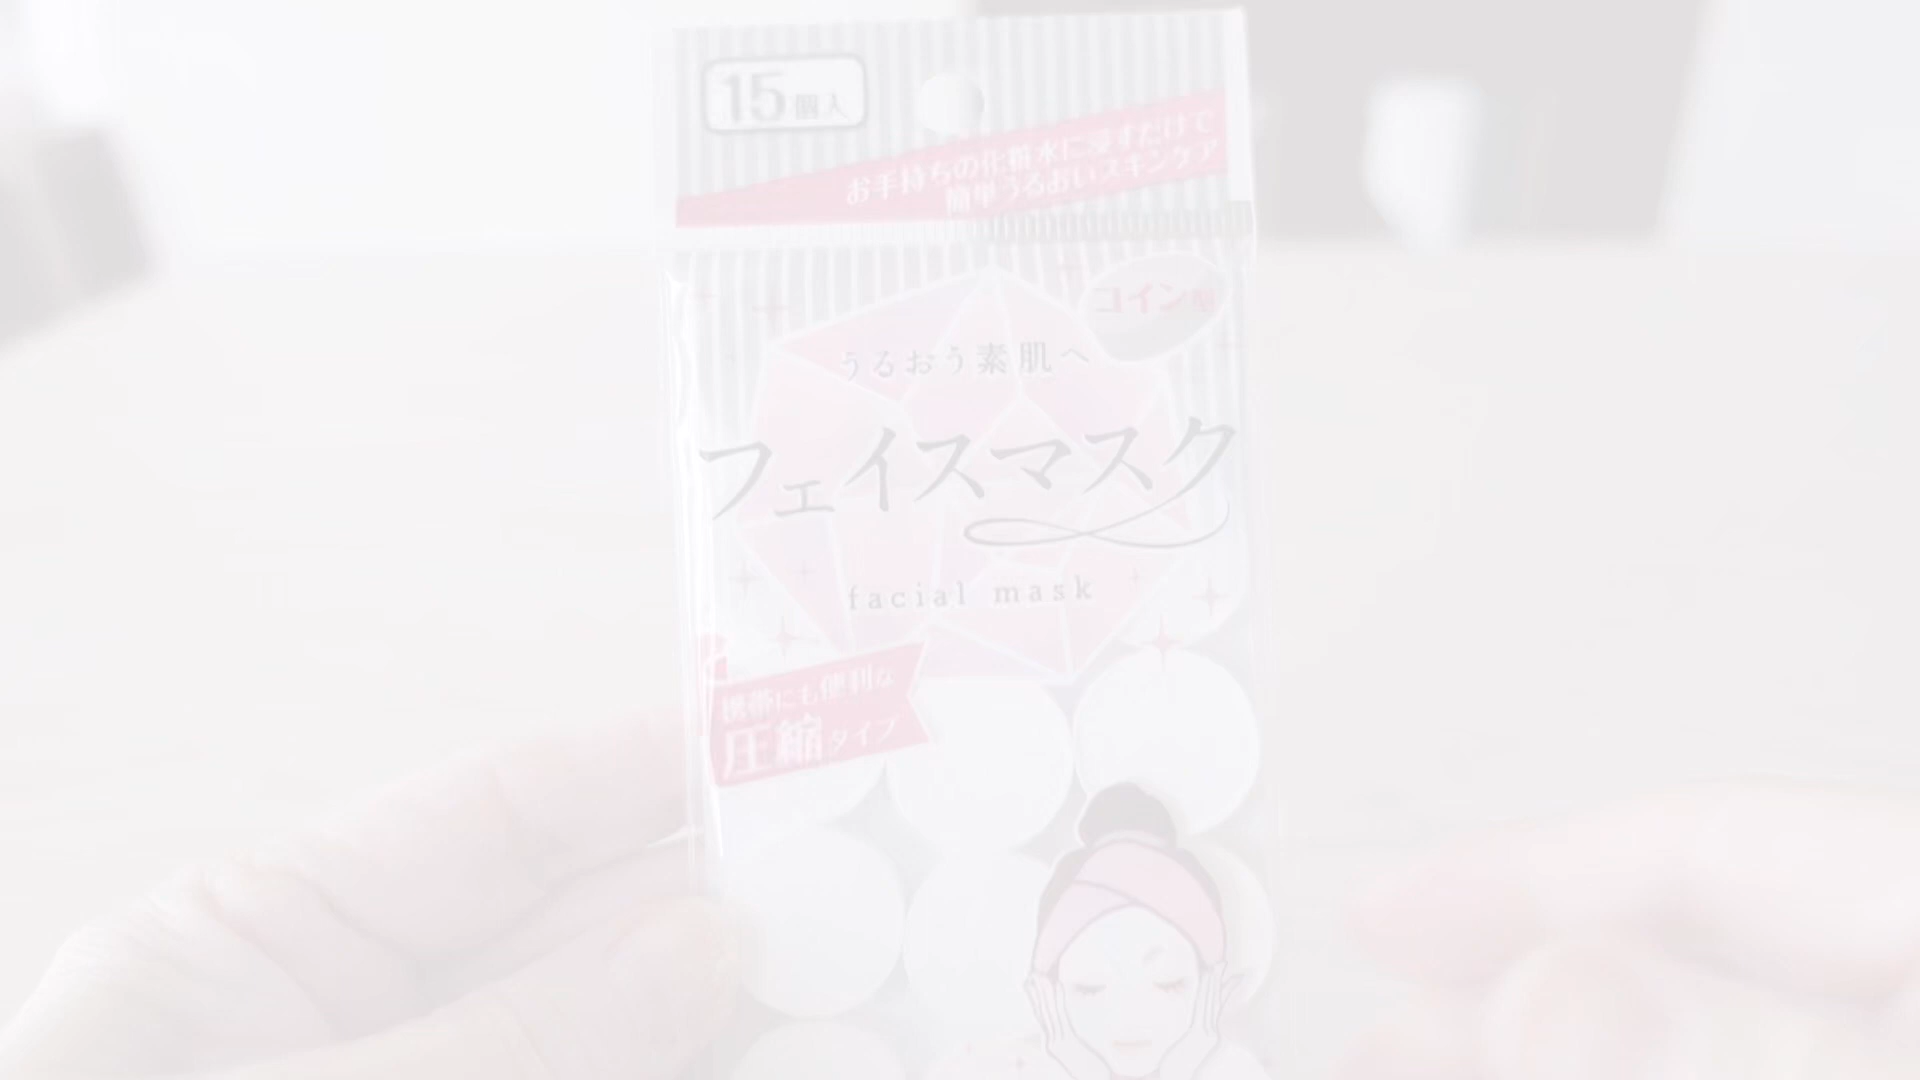 15個入
お手持ちの化粧水に浸すだけで
簡単うるおいスキンケア
コイン型
うるおう素肌へ
フェイスマスク
facial mask
携帯にも便利な
圧縮タイプ